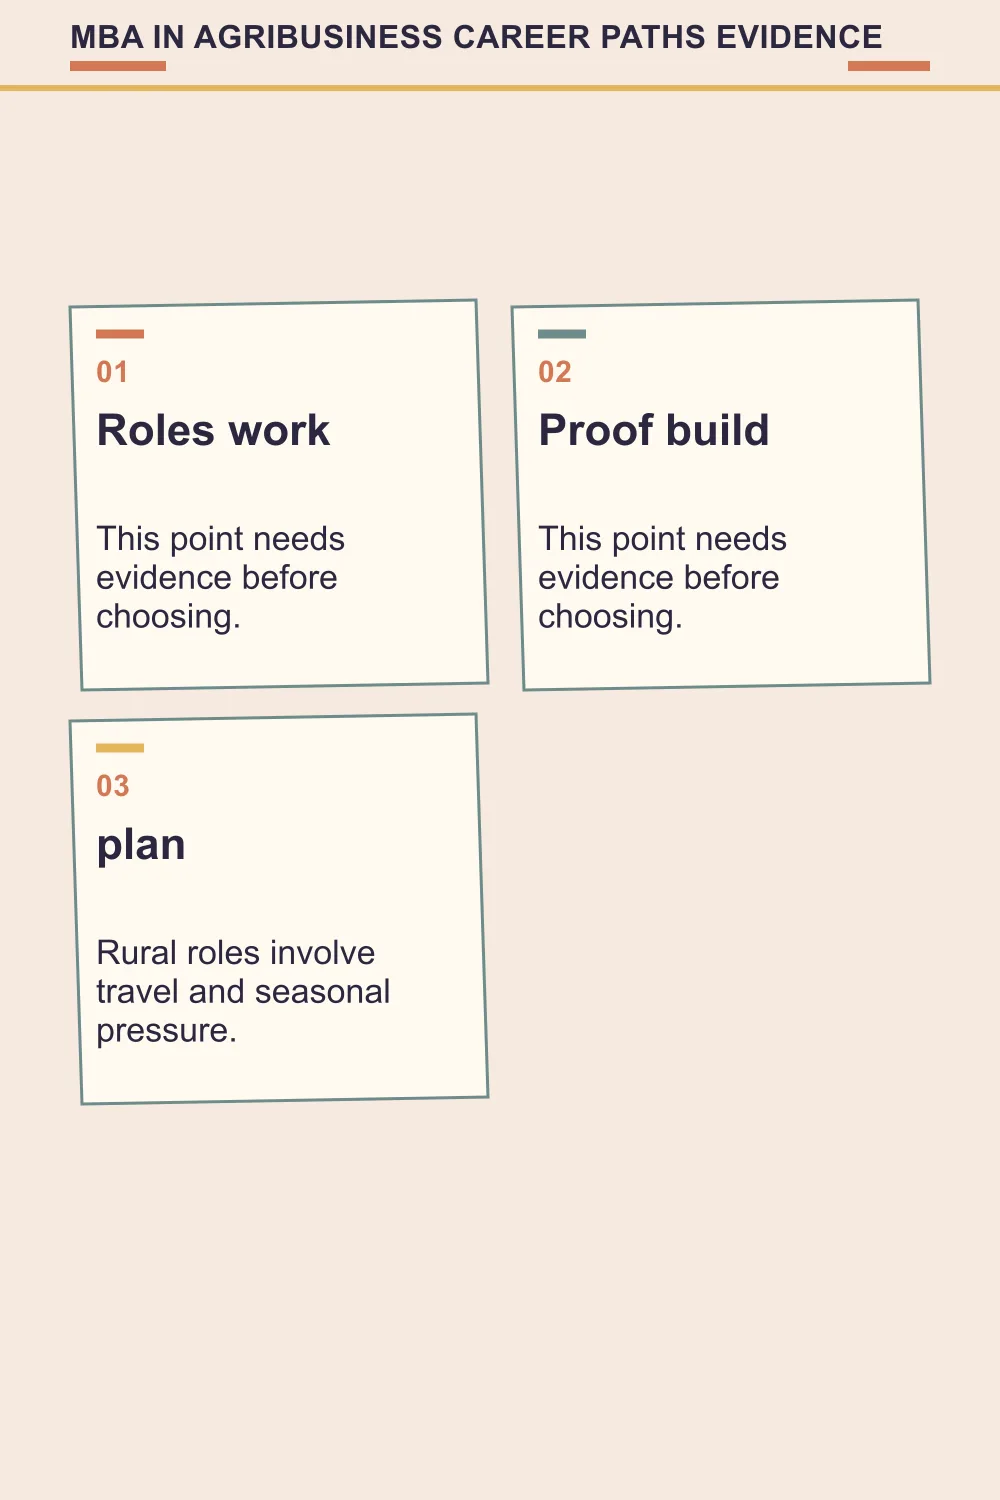 MBA IN AGRIBUSINESS CAREER PATHS EVIDENCE
01
Roles work
This point needs
evidence before
choosing.
02
Proof build
This point needs
evidence before
choosing.
03
plan
Rural roles involve
travel and seasonal
pressure.